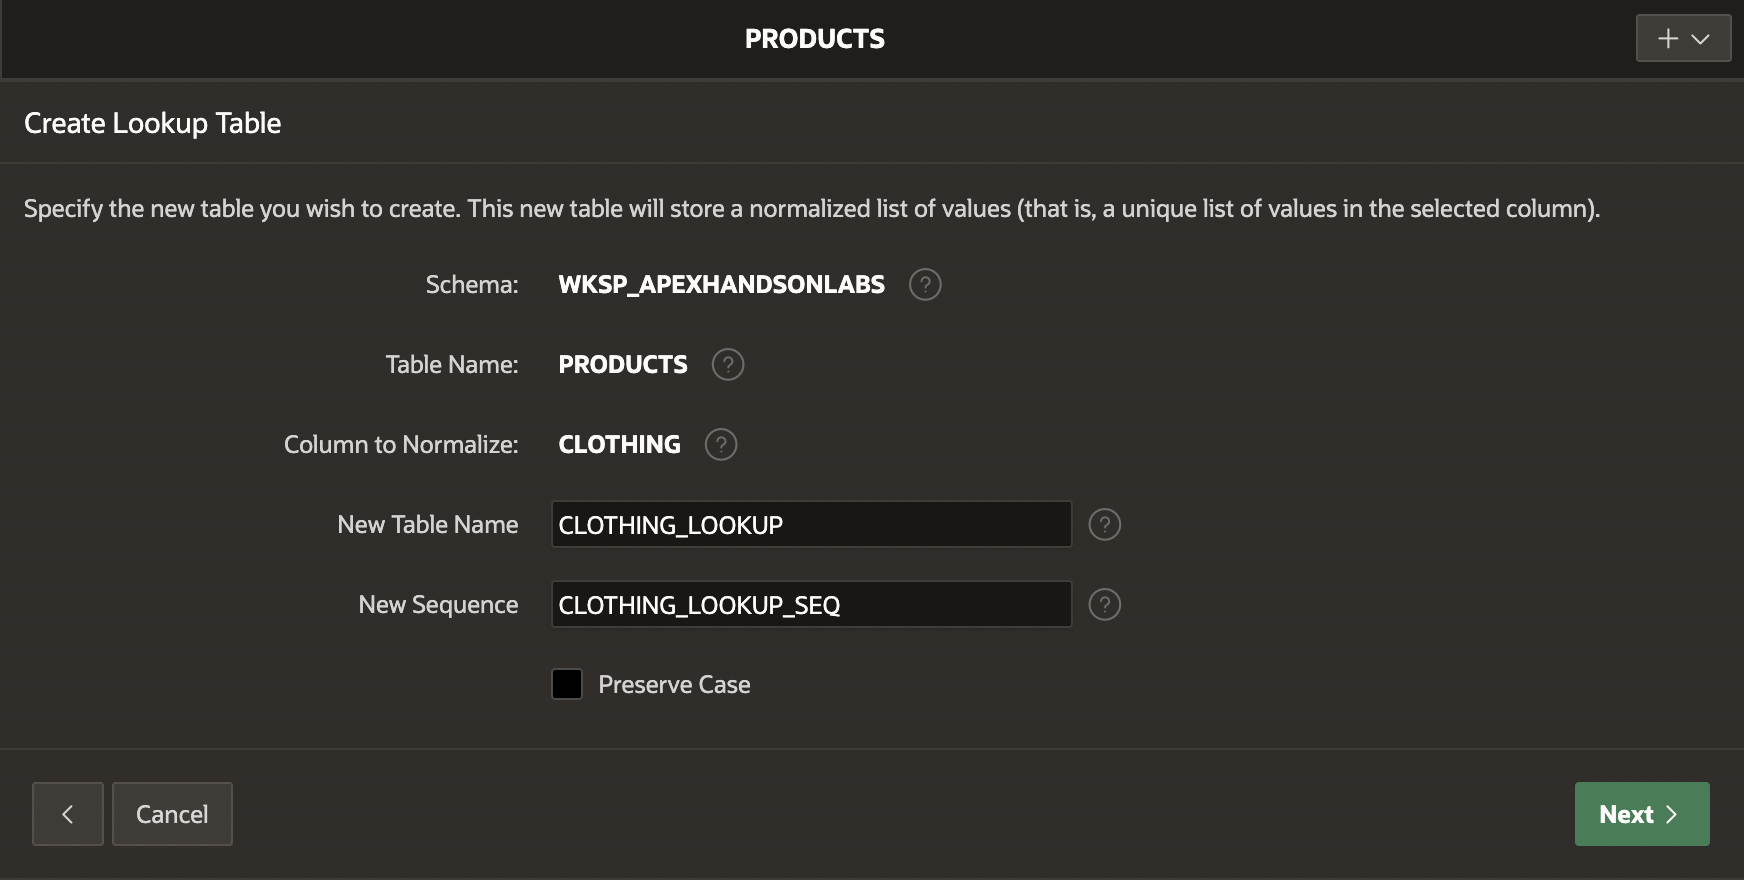 PRODUCTS
Create Lookup Table
Specify the new table you wish to create. This new table will store a normalized list of values (that is, a unique list of values in the selected column).
Schema: WKSP_APEXHANDSONLABS ?
Table Name: PRODUCTS ?
Column to Normalize: CLOTHING ?
New Table Name CLOTHING_LOOKUP ?
New Sequence CLOTHING_LOOKUP_SEQ ?
Preserve Case
Cancel Next